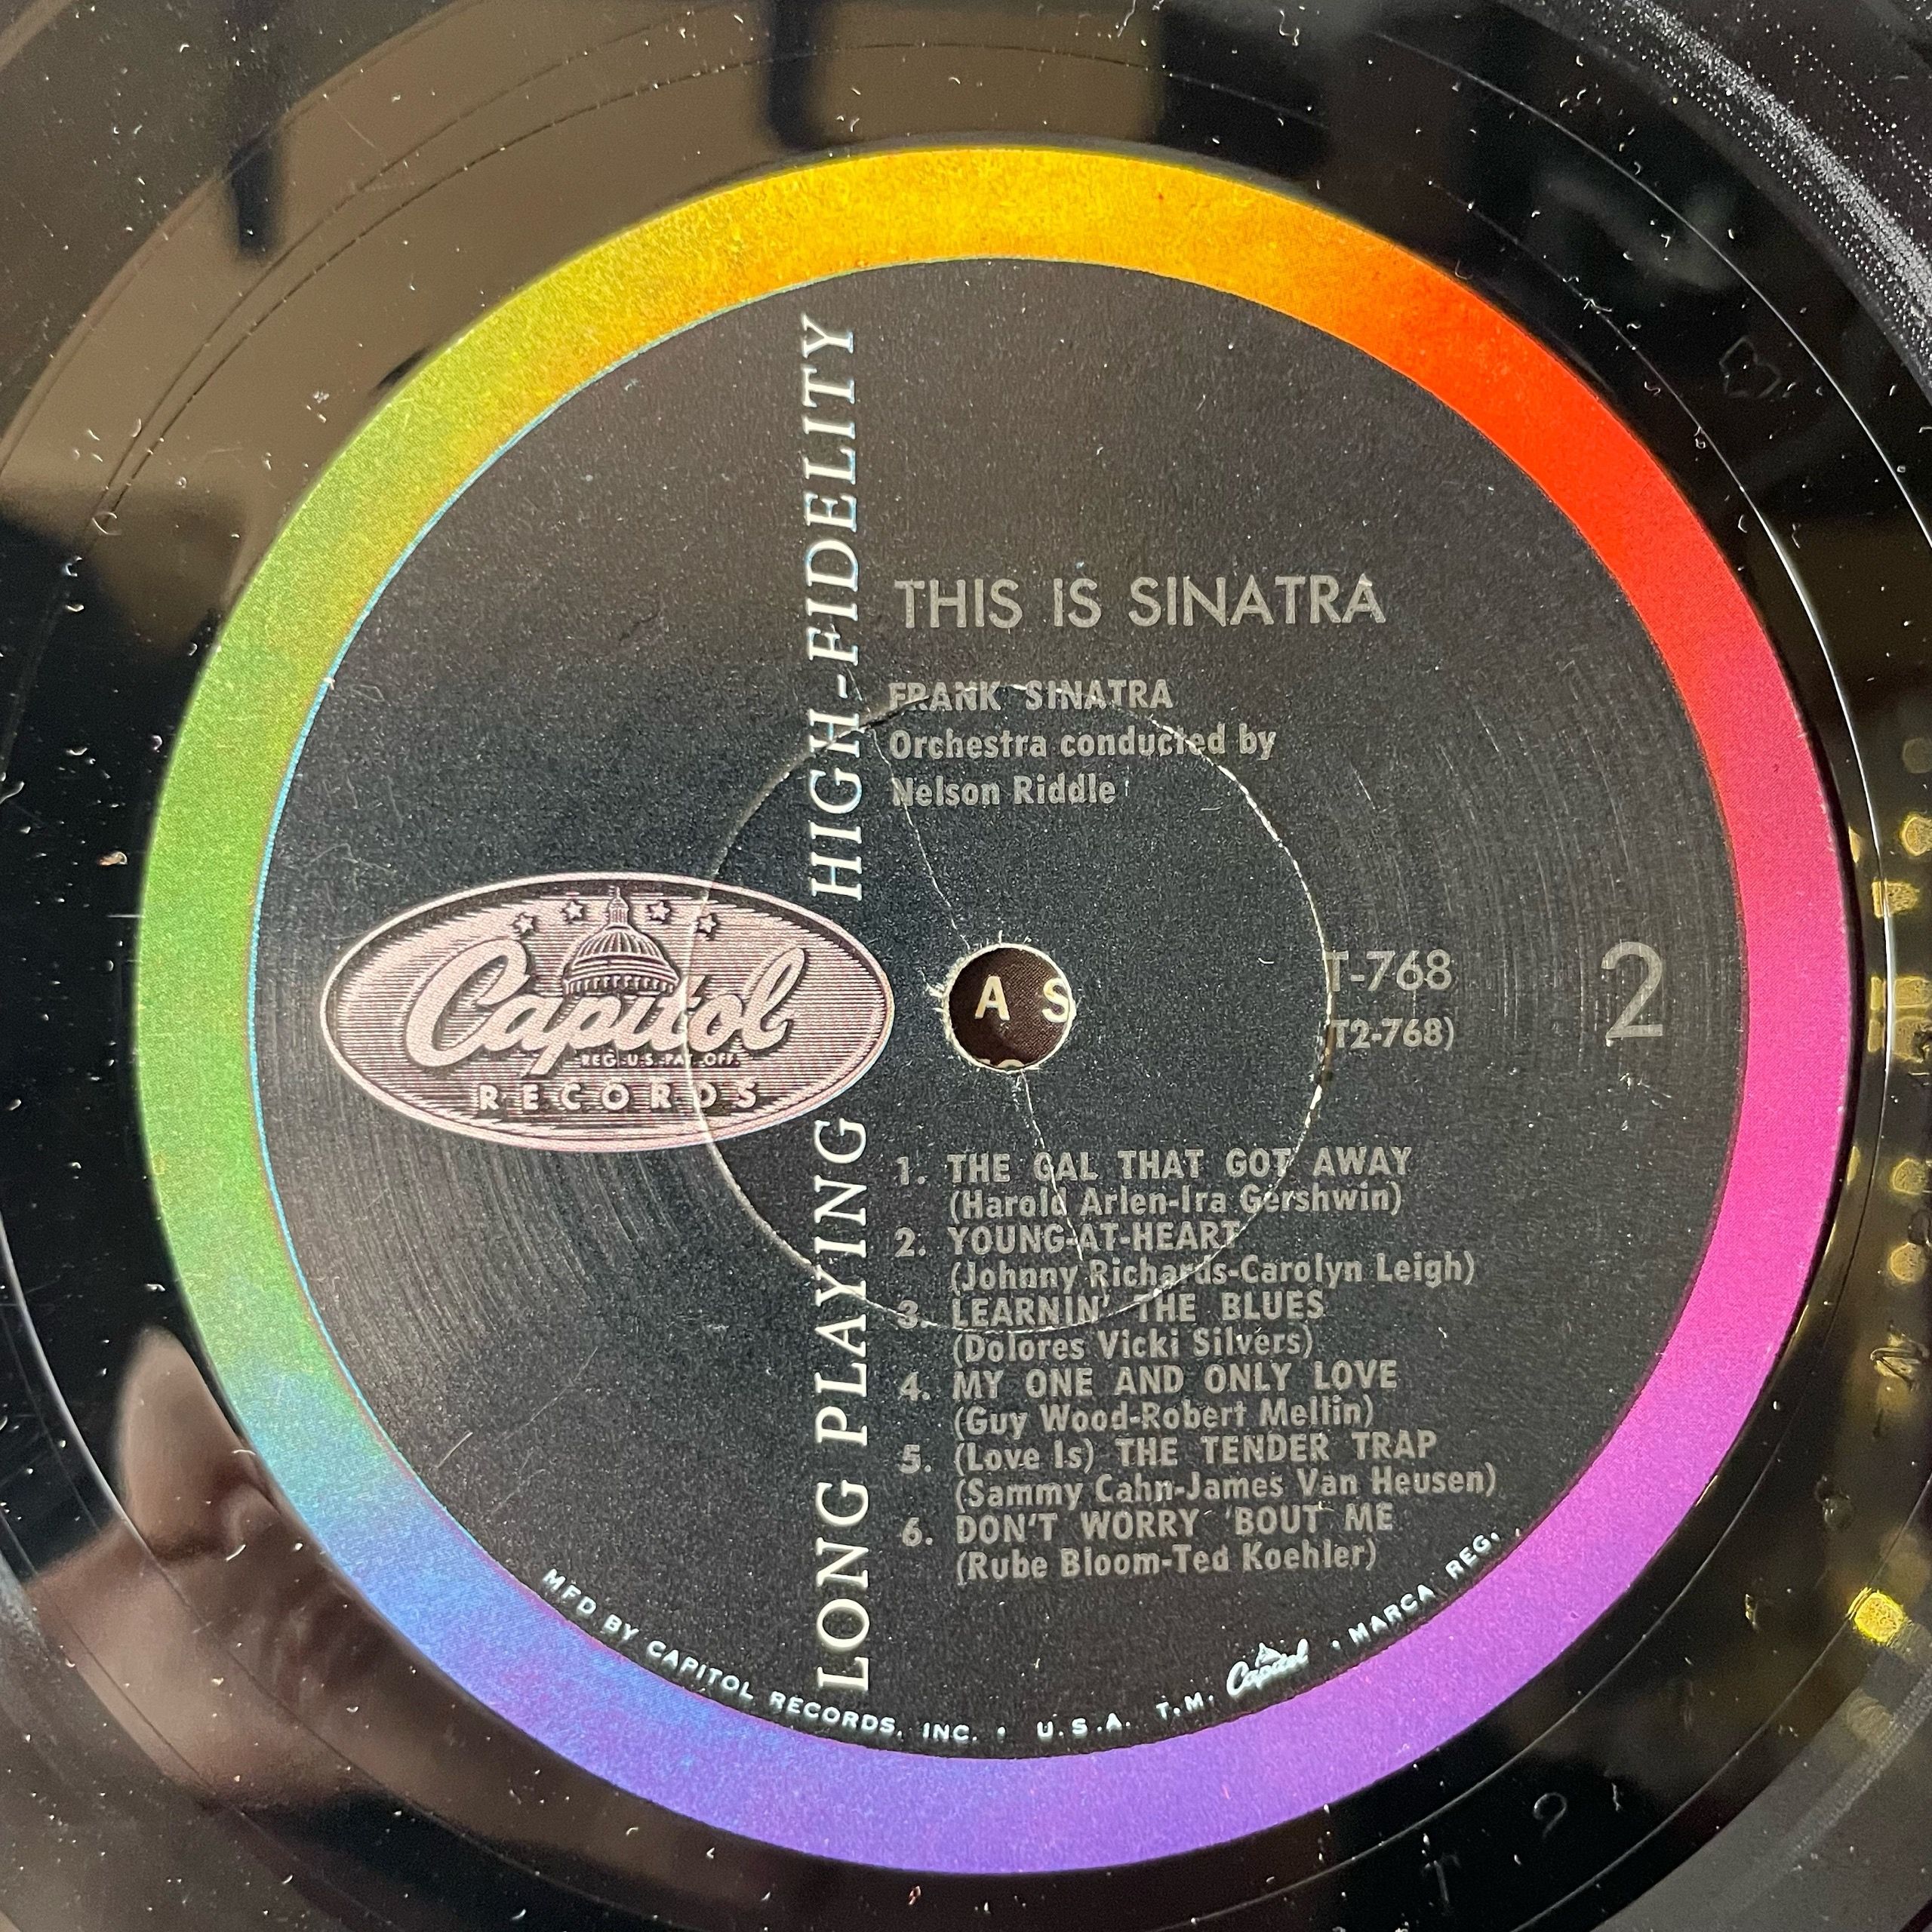 HIGH-FIDELITY
THIS IS SINATRA
FRANK SINATRA
Orchestra conducted by
Nelson Riddle
Capitol
REG. U.S. PAT. OFF.
RECORDS
A S
T-768
(T2-768)
2
LONG PLAYING
1. THE GAL THAT GOT AWAY
(Harold Arlen-Ira Gershwin)
2. YOUNG-AT-HEART
(Johnny Richards-Carolyn Leigh)
3. LEARNIN' THE BLUES
(Dolores Vicki Silvers)
4. MY ONE AND ONLY LOVE
(Guy Wood-Robert Mellin)
5. (Love Is) THE TENDER TRAP
(Sammy Cahn-James Van Heusen)
6. DON'T WORRY 'BOUT ME
(Rube Bloom-Ted Koehler)
MFD BY CAPITOL RECORDS, INC. • U.S.A. T.M. Capitol • MARCA REG.